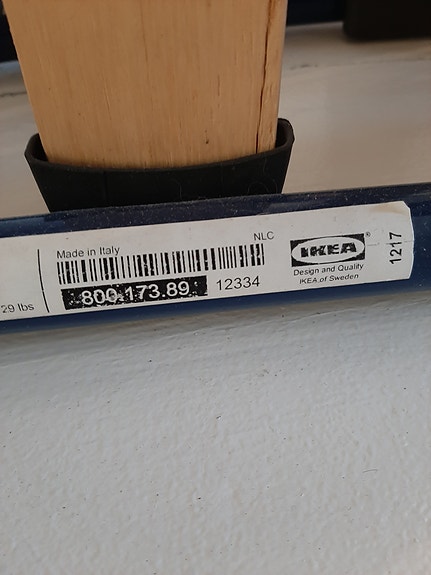 29 lbs
Made in Italy
NLC
800.173.89
12334
IKEA®
Design and Quality
IKEA of Sweden
1217